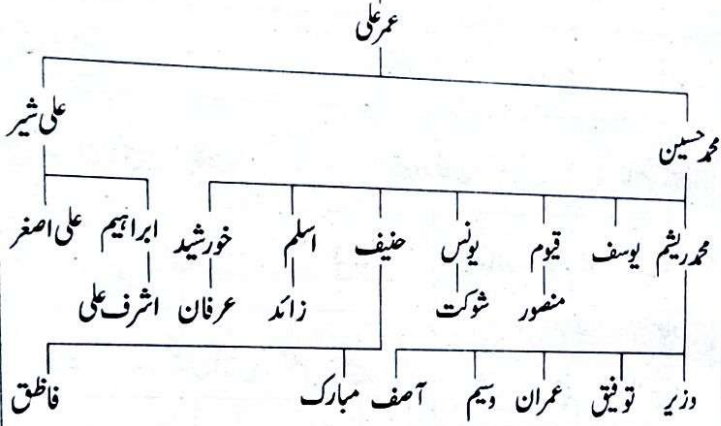 عمر علی
محمد حسین علی شیر
محمد ریشم یوسف قیوم یونس حنیف اسلم خورشید ابراہیم علی اصغر
منصور شوکت زائد عرفان اشرف علی
وزیر توفیق عمران وسیم آصف مبارک فاظق